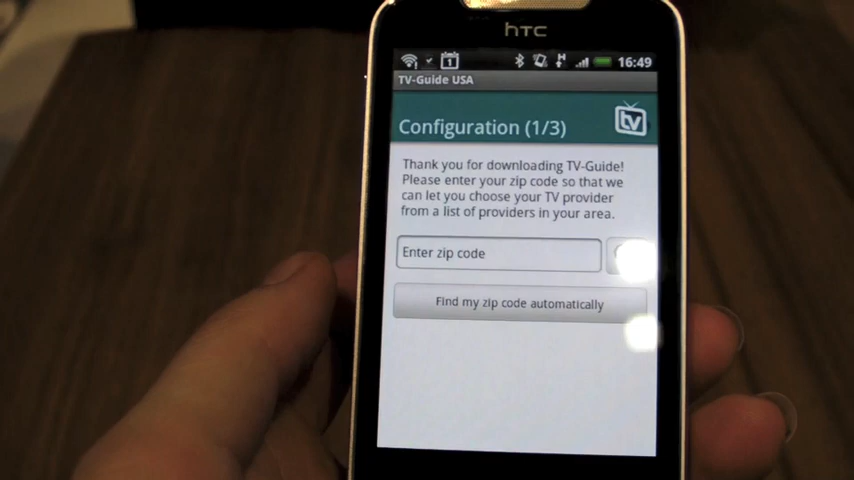 hTC
1
H
16:49
TV-Guide USA
Configuration (1/3)
tv
Thank you for downloading TV-Guide!
Please enter your zip code so that we
can let you choose your TV provider
from a list of providers in your area.
Enter zip code
Find my zip code automatically